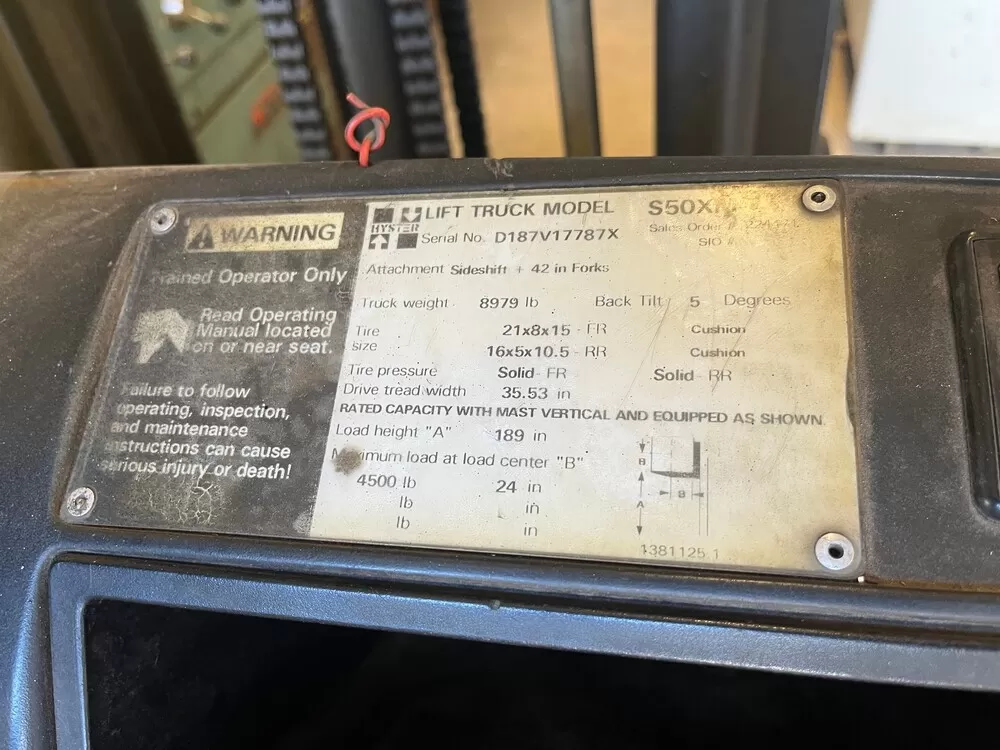 WARNING
Trained Operator Only
Read Operating
Manual located
on or near seat.
Failure to follow
operating, inspection,
and maintenance
instructions can cause
serious injury or death!
HYSTER
LIFT TRUCK MODEL
Serial No. D187V17787X
Sales Order #
SIO #
Attachment Sideshift + 42 in Forks
Truck weight 8979 lb Back Tilt 5 Degrees
Tire 21x8x15 - FR Cushion
size 16x5x10.5 - RR Cushion
Tire pressure Solid - FR Solid - RR
Drive tread width 35.53 in
RATED CAPACITY WITH MAST VERTICAL AND EQUIPPED AS SHOWN.
Load height "A" 189 in
Maximum load at load center "B"
4500 lb 24 in
lb in
lb in
B
A
B
1381125 1